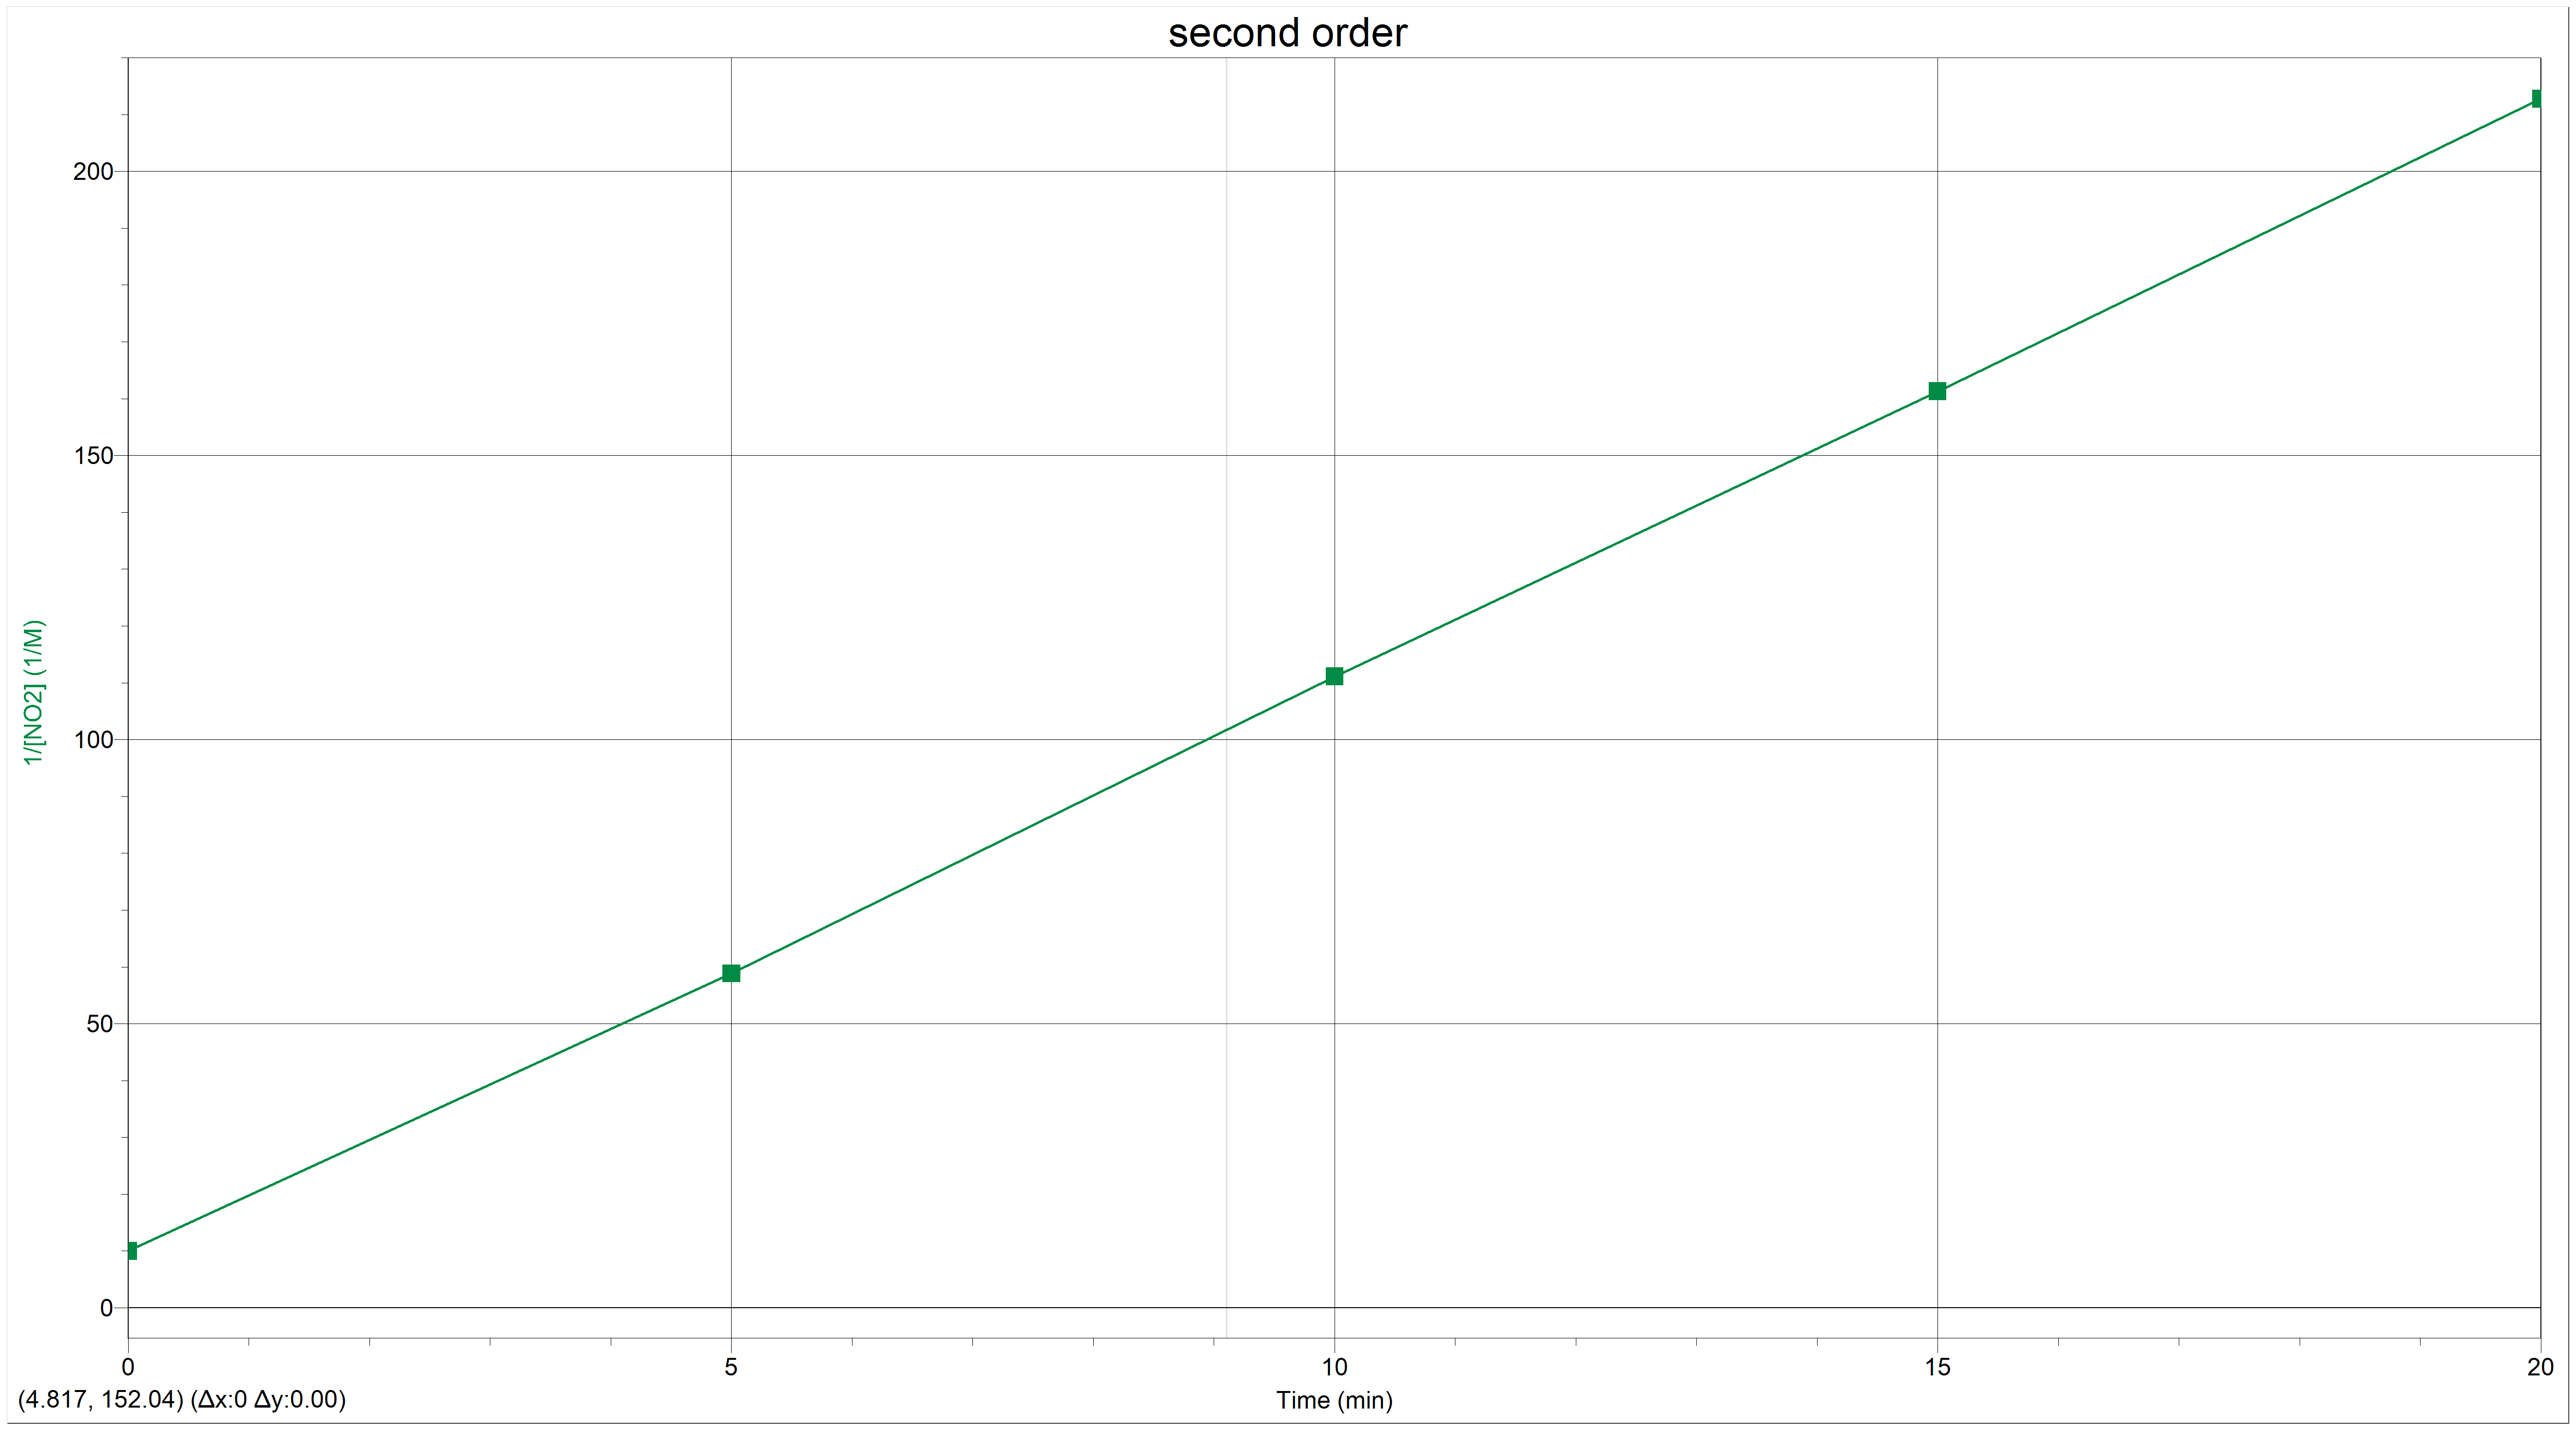 second order
200
150
100
50
0
1/[NO2] (1/M)
0 5 10 15 20
Time (min)
(4.817, 152.04) (Δx:0 Δy:0.00)